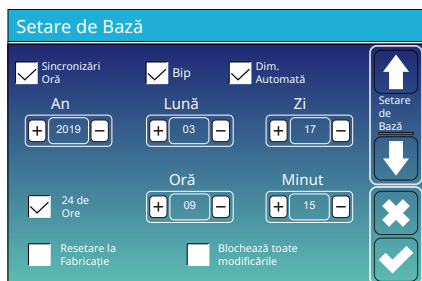 Setare de Bază
Sincronizări
Oră
Bip
Dim.
Automată
An
Lună
Zi
+ 2019 −
+ 03 −
+ 17 −
Setare
de
Bază
24 de
Ore
Oră
Minut
+ 09 −
+ 15 −
Resetare la
Fabricație
Blochează toate
modificările